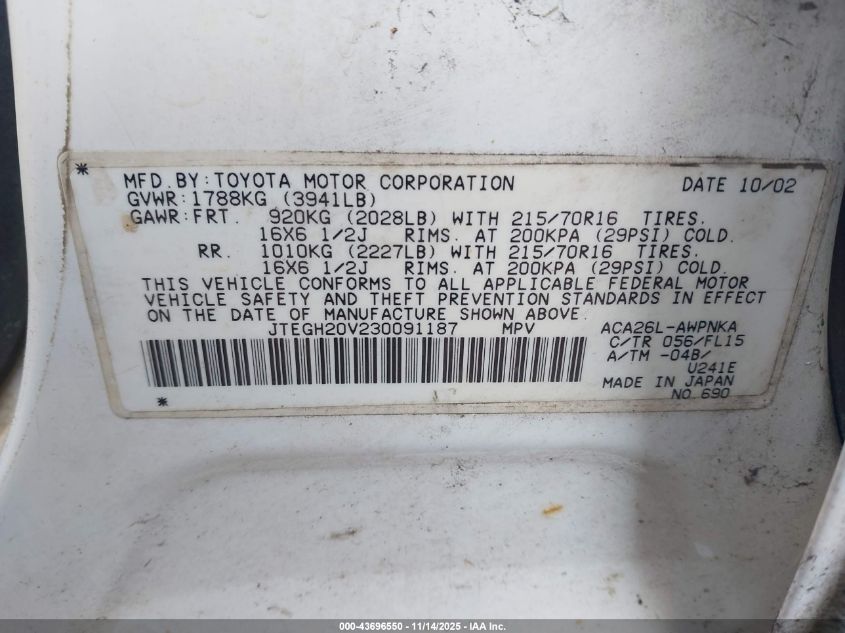 MFD.BY:TOYOTA MOTOR CORPORATION DATE 10/02
GVWR:1788KG (3941LB)
GAWR:FRT. 920KG (2028LB) WITH 215/70R16 TIRES.
16X6 1/2J RIMS. AT 200KPA (29PSI) COLD.
RR. 1010KG (2227LB) WITH 215/70R16 TIRES.
16X6 1/2J RIMS. AT 200KPA (29PSI) COLD.
THIS VEHICLE CONFORMS TO ALL APPLICABLE FEDERAL MOTOR
VEHICLE SAFETY AND THEFT PREVENTION STANDARDS IN EFFECT
ON THE DATE OF MANUFACTURE SHOWN ABOVE.
JTEGH20V230091187 MPV ACA26L-AWPNKA
C/TR 056/FL15
A/TM -04B/
U241E
MADE IN JAPAN
NO.690
000-43696550 - 11/14/2025 - IAA Inc.